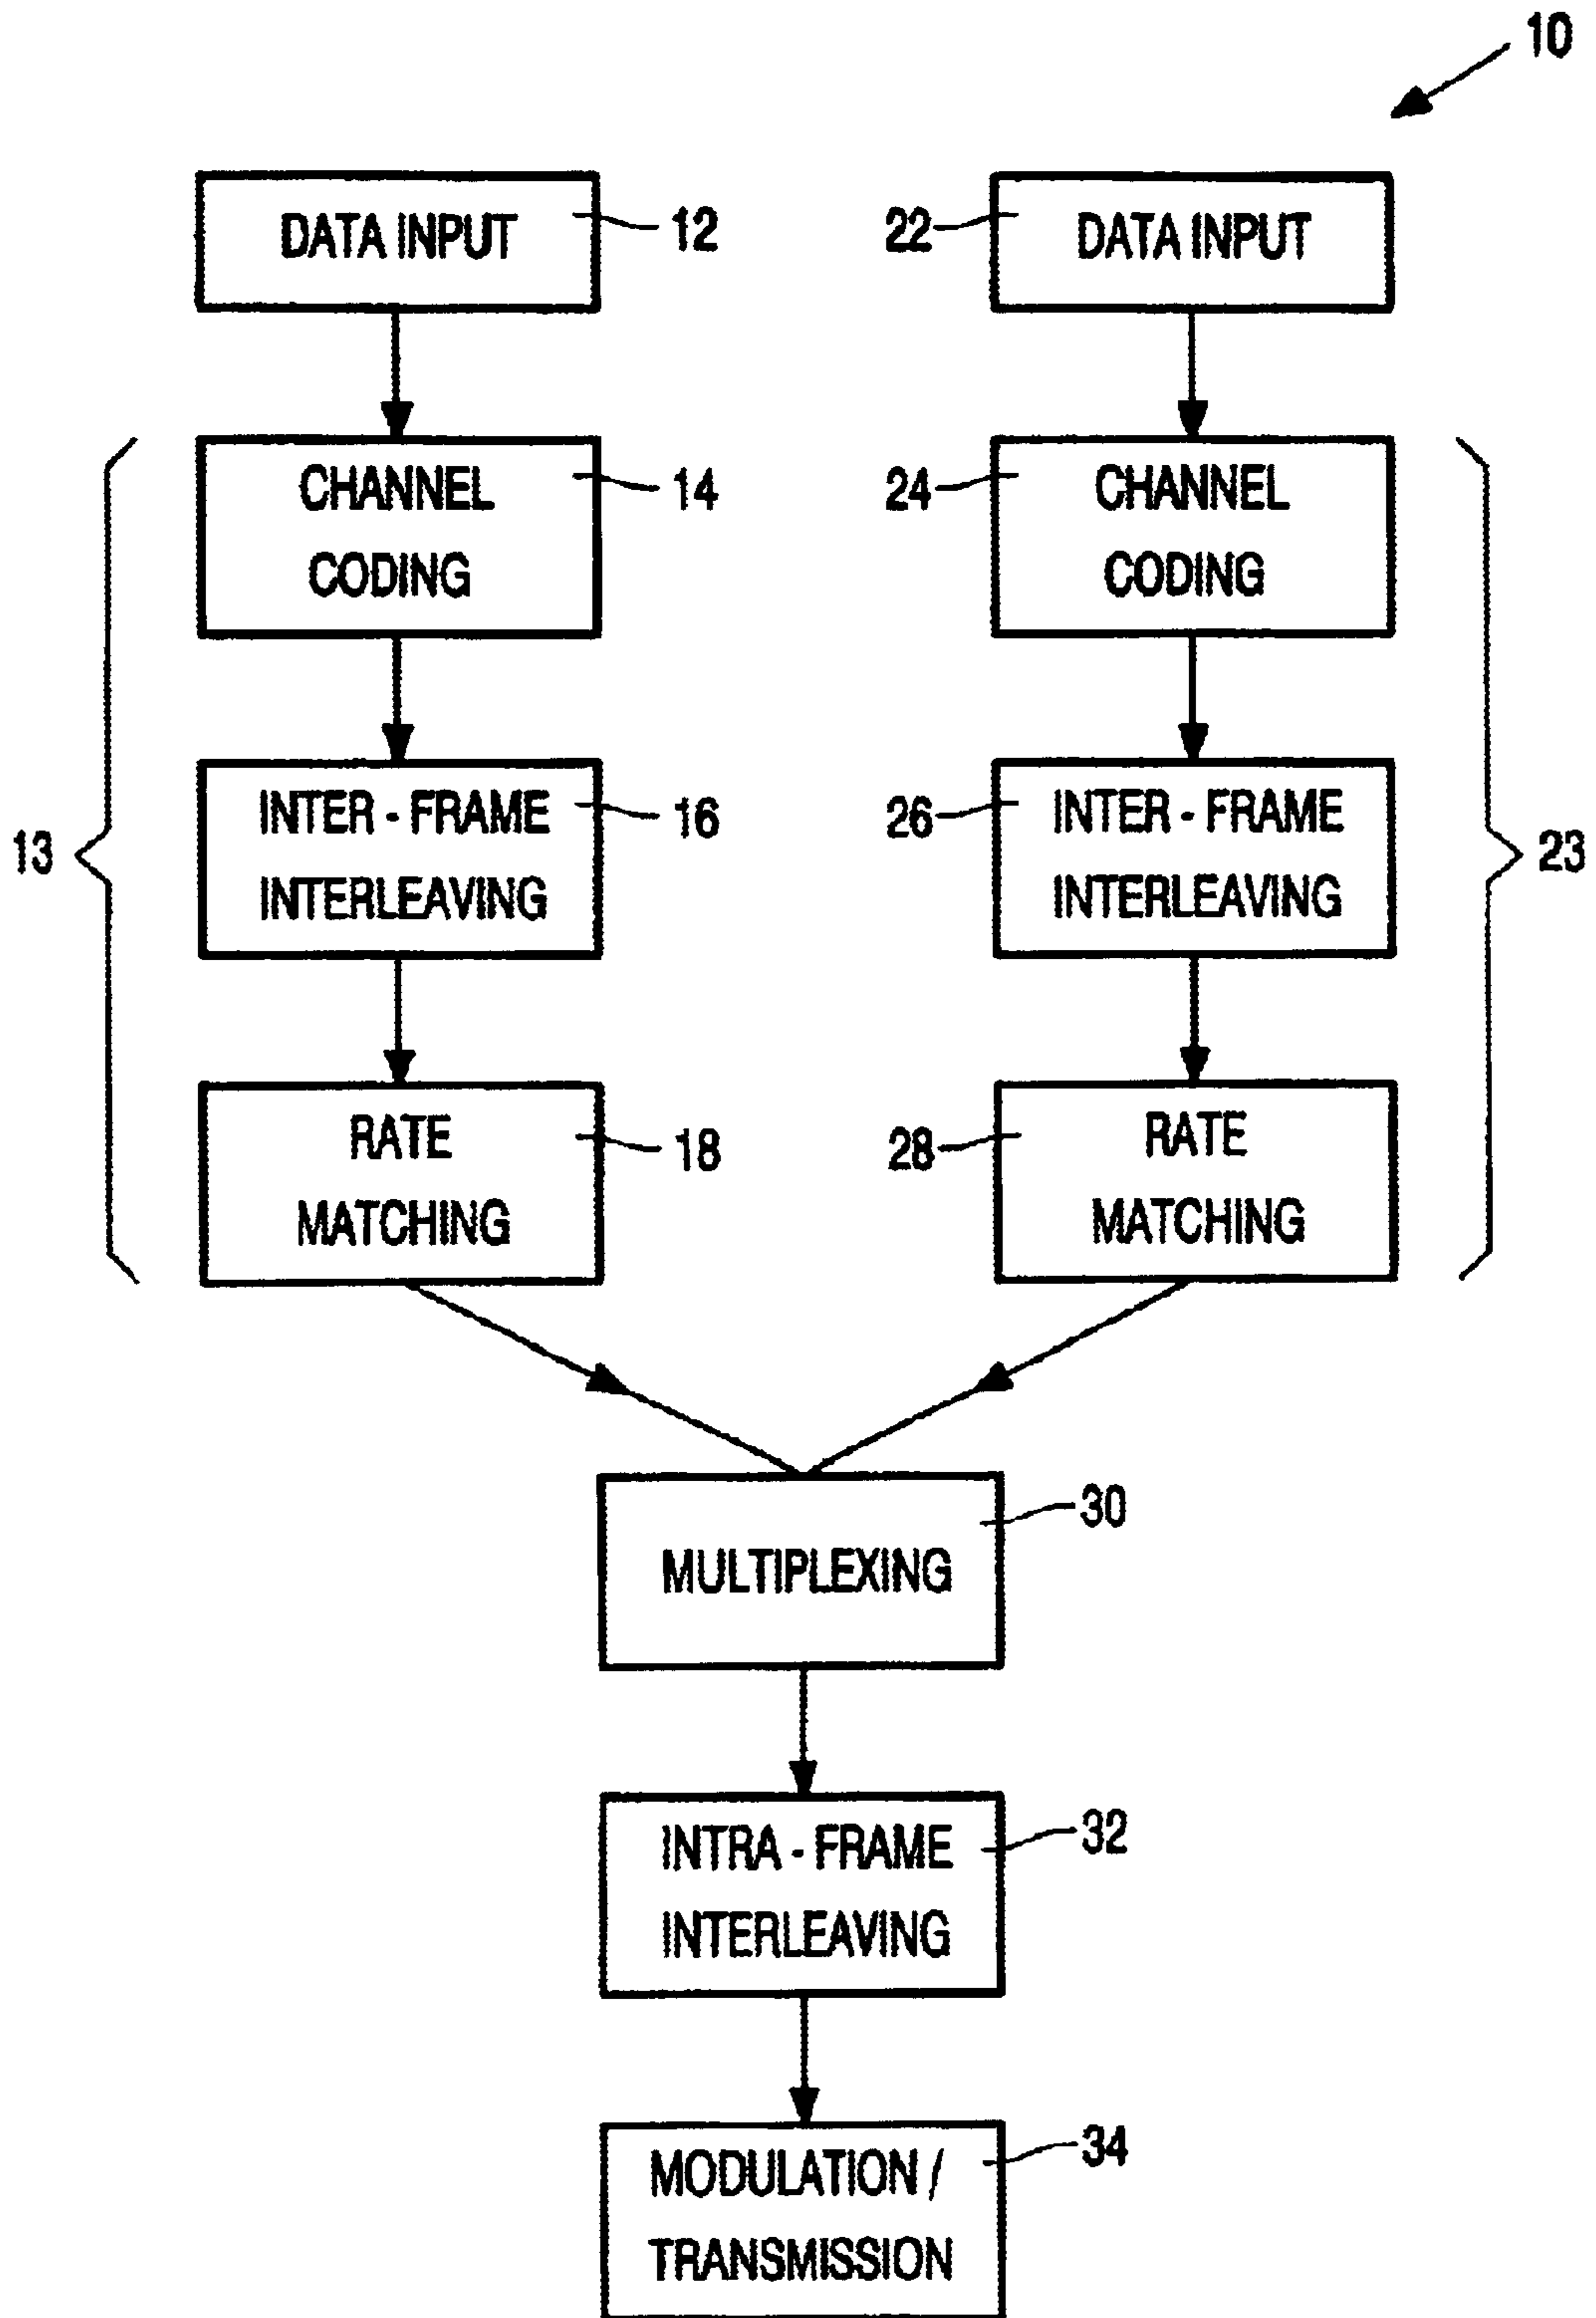 10
DATA INPUT
12
22
DATA INPUT
CHANNEL
CODING
14
24
CHANNEL
CODING
13
INTER - FRAME
INTERLEAVING
16
26
INTER - FRAME
INTERLEAVING
23
RATE
MATCHING
18
28
RATE
MATCHING
30
MULTIPLEXING
32
INTRA - FRAME
INTERLEAVING
34
MODULATION /
TRANSMISSION